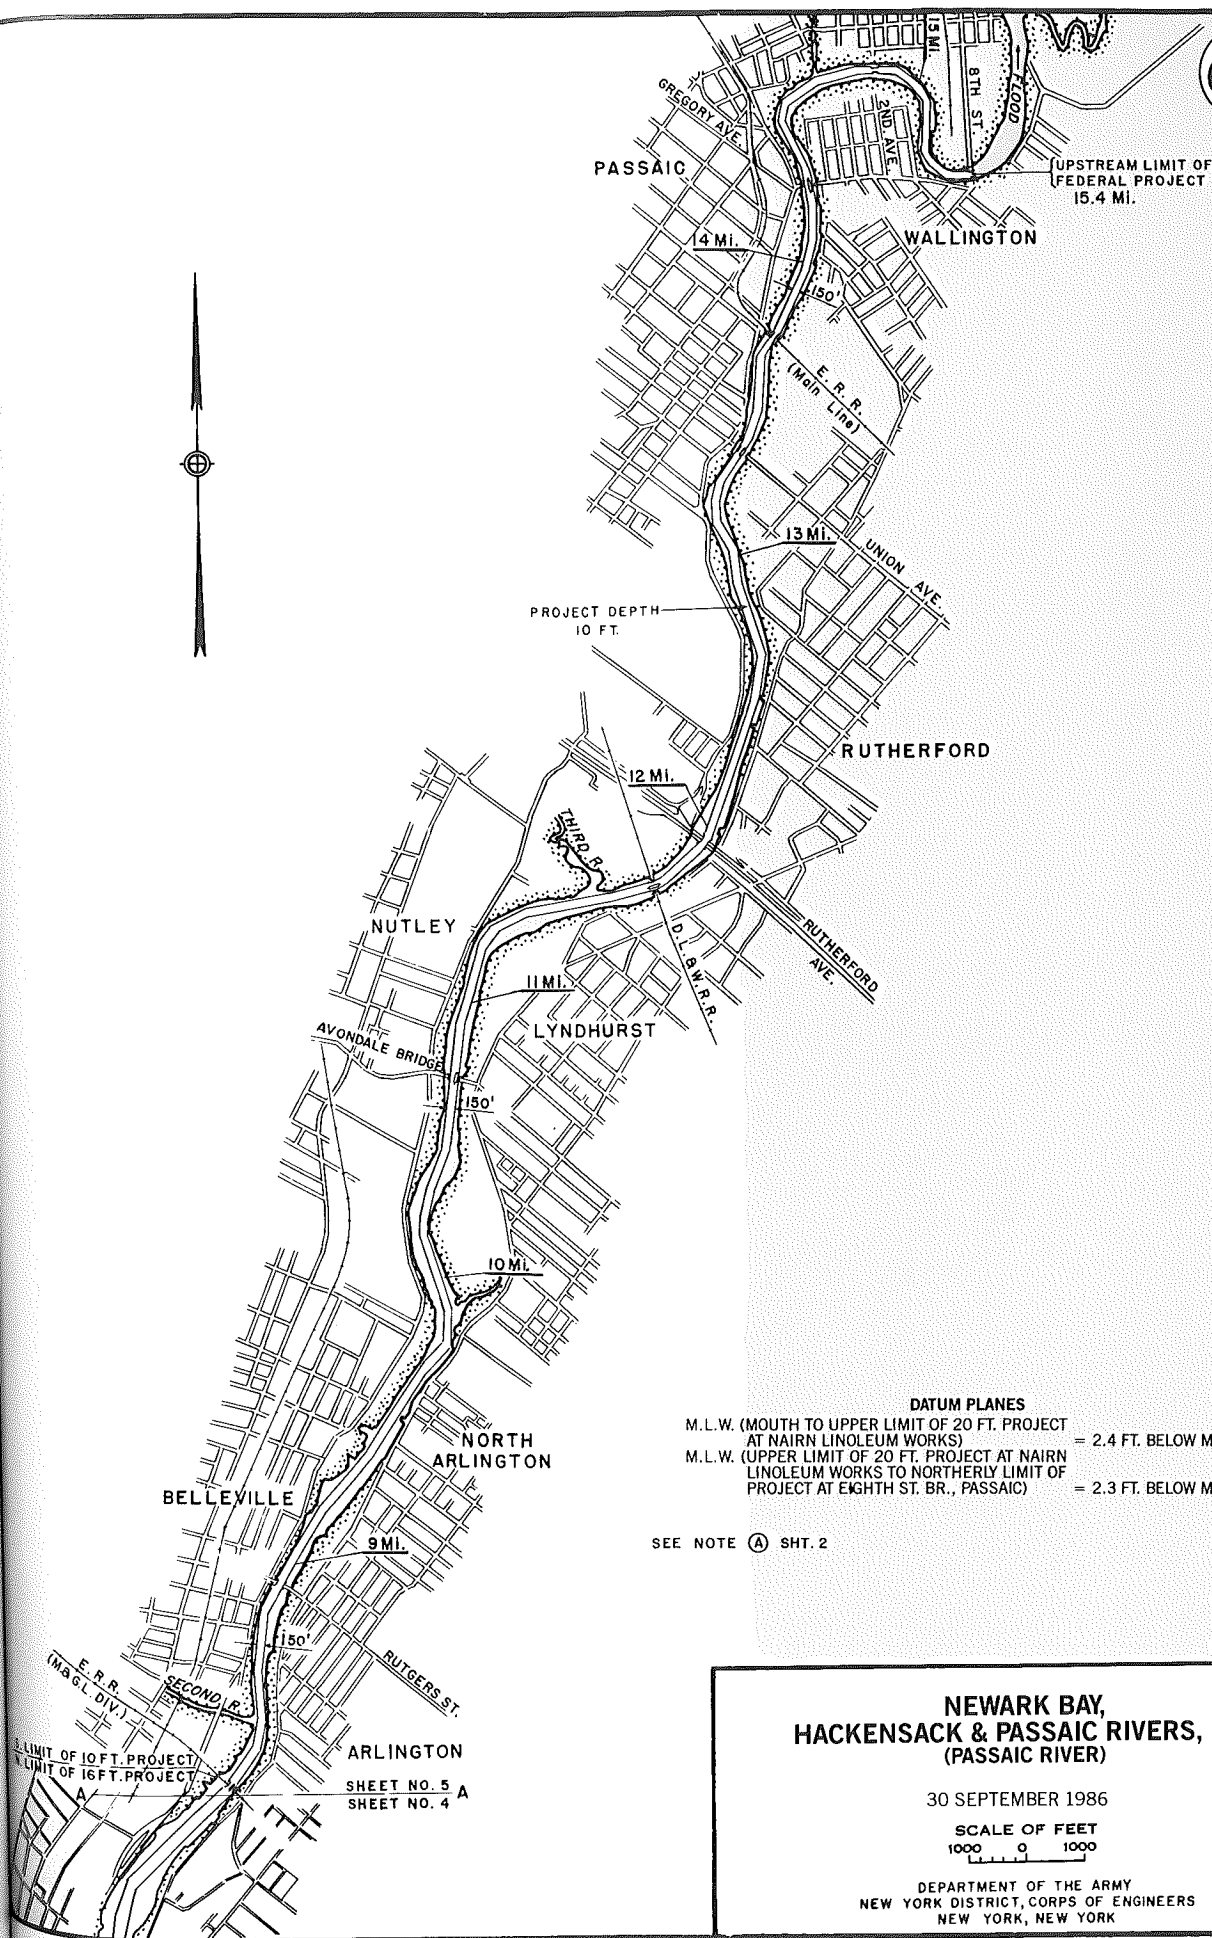 15 MI.
8TH ST.
FLOOD
GREGORY AVE.
2ND AVE.
PASSAIC
UPSTREAM LIMIT OF
FEDERAL PROJECT
15.4 MI.
WALLINGTON
14 MI.
150'
E. R. R.
(Main Line)
13 MI.
UNION AVE.
PROJECT DEPTH
10 FT.
RUTHERFORD
12 MI.
THIRD R.
NUTLEY
D.L.&W.R.R.
RUTHERFORD
AVE.
11 MI.
LYNDHURST
AVONDALE BRIDGE
150'
10 MI.
NORTH
ARLINGTON
BELLEVILLE
9 MI.
DATUM PLANES
M.L.W. (MOUTH TO UPPER LIMIT OF 20 FT. PROJECT
AT NAIRN LINOLEUM WORKS) = 2.4 FT. BELOW M
M.L.W. (UPPER LIMIT OF 20 FT. PROJECT AT NAIRN
LINOLEUM WORKS TO NORTHERLY LIMIT OF
PROJECT AT EIGHTH ST. BR., PASSAIC) = 2.3 FT. BELOW M
SEE NOTE Ⓐ SHT. 2
150'
RUTGERS ST.
E. R. R.
(M&G.L. DIV.)
SECOND R.
LIMIT OF 10 FT. PROJECT
LIMIT OF 16 FT. PROJECT
ARLINGTON
SHEET NO. 5
A A
SHEET NO. 4
NEWARK BAY,
HACKENSACK & PASSAIC RIVERS,
(PASSAIC RIVER)
30 SEPTEMBER 1986
SCALE OF FEET
1000 0 1000
DEPARTMENT OF THE ARMY
NEW YORK DISTRICT, CORPS OF ENGINEERS
NEW YORK, NEW YORK